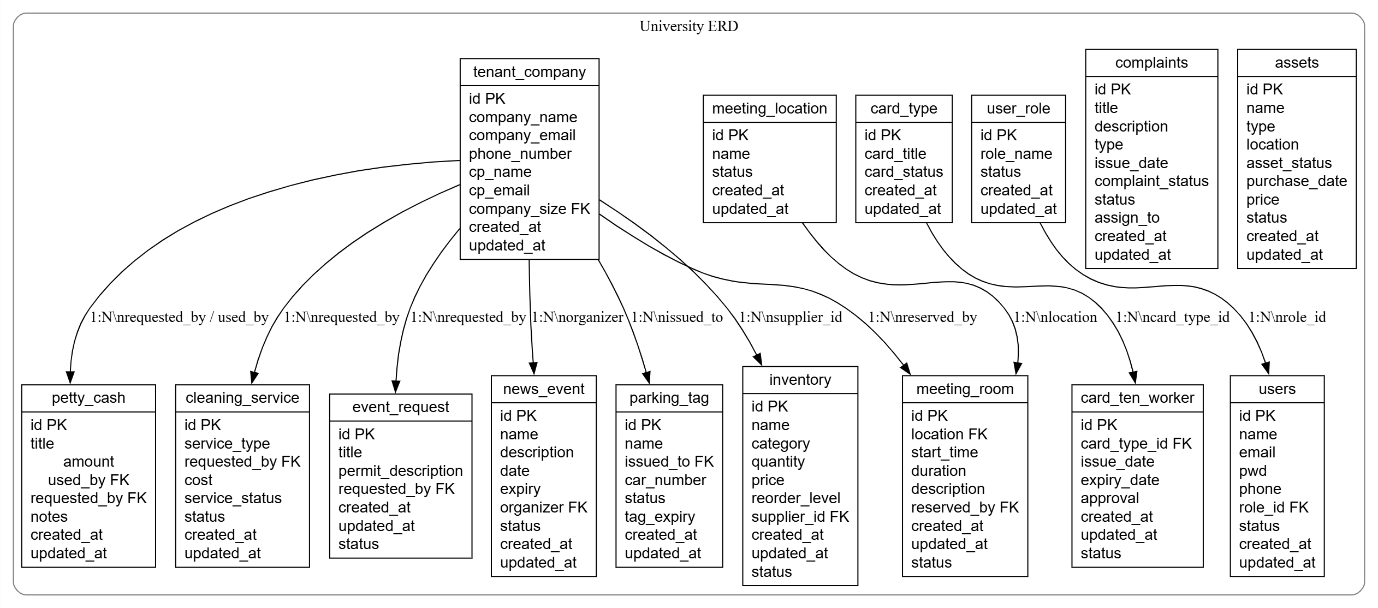 University ERD
tenant_company
id PK
company_name
company_email
phone_number
cp_name
cp_email
company_size FK
created_at
updated_at
meeting_location
id PK
name
status
created_at
updated_at
card_type
id PK
card_title
card_status
created_at
updated_at
user_role
id PK
role_name
status
created_at
updated_at
complaints
id PK
title
description
type
issue_date
complaint_status
status
assign_to
created_at
updated_at
assets
id PK
name
type
location
asset_status
purchase_date
price
status
created_at
updated_at
1:N\nrequested_by / used_by
1:N\nrequested_by
1:N\nrequested_by
1:N\norganizer
1:N\nissued_to
1:N\nsupplier_id
1:N\nreserved_by
1:N\nlocation
1:N\ncard_type_id
1:N\nrole_id
petty_cash
id PK
title
amount
used_by FK
requested_by FK
notes
created_at
updated_at
cleaning_service
id PK
service_type
requested_by FK
cost
service_status
status
created_at
updated_at
event_request
id PK
title
permit_description
requested_by FK
created_at
updated_at
status
news_event
id PK
name
description
date
expiry
organizer FK
status
created_at
updated_at
parking_tag
id PK
name
issued_to FK
car_number
status
tag_expiry
created_at
updated_at
inventory
id PK
name
category
quantity
price
reorder_level
supplier_id FK
created_at
updated_at
status
meeting_room
id PK
location FK
start_time
duration
description
reserved_by FK
created_at
updated_at
status
card_ten_worker
id PK
card_type_id FK
issue_date
expiry_date
approval
created_at
updated_at
status
users
id PK
name
email
pwd
phone
role_id FK
status
created_at
updated_at